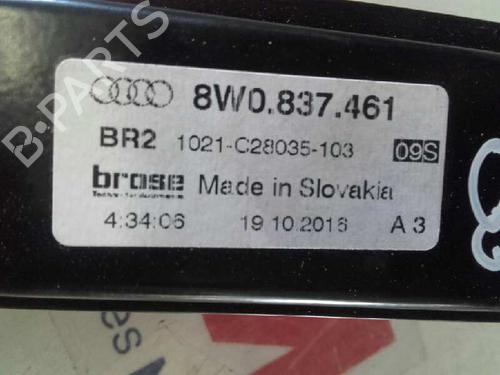 8W0.837.461
BR2 1021-C28035-103 09S
brose Made in Slovakia
4:34:06 19.10.2016 A3
B-PARTS